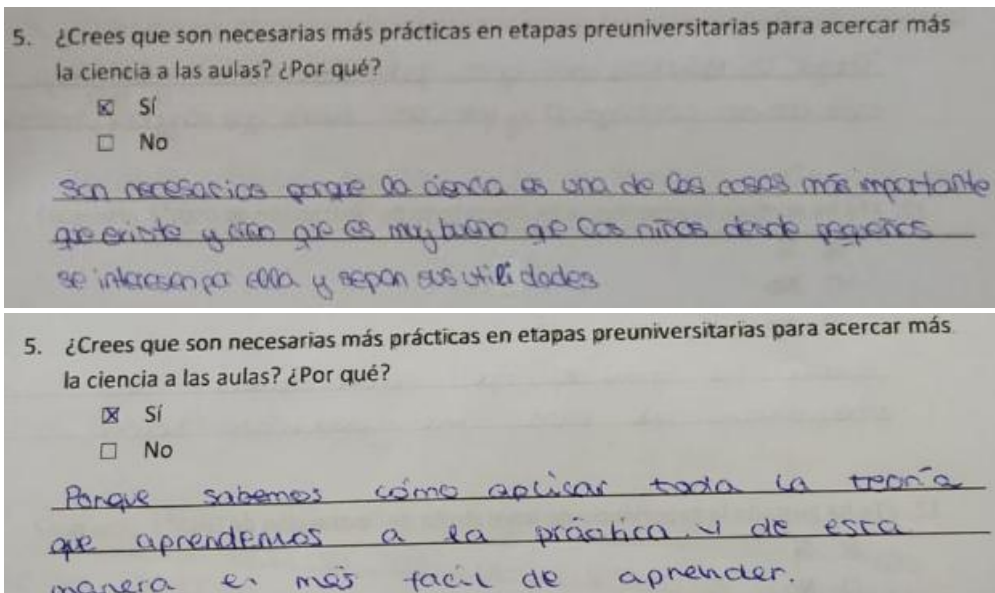 5. ¿Crees que son necesarias más prácticas en etapas preuniversitarias para acercar más
la ciencia a las aulas? ¿Por qué?
☒ Sí
☐ No
Son necesarias porque la ciencia es una de las cosas más importante
que existe y creo que es muy bueno que los niños desde pequeños
se interesen por ella y sepan sus utilidades
5. ¿Crees que son necesarias más prácticas en etapas preuniversitarias para acercar más
la ciencia a las aulas? ¿Por qué?
☒ Sí
☐ No
Porque sabemos cómo aplicar toda la teoría
que aprendemos a la práctica. y de esta
manera es más facil de aprender.